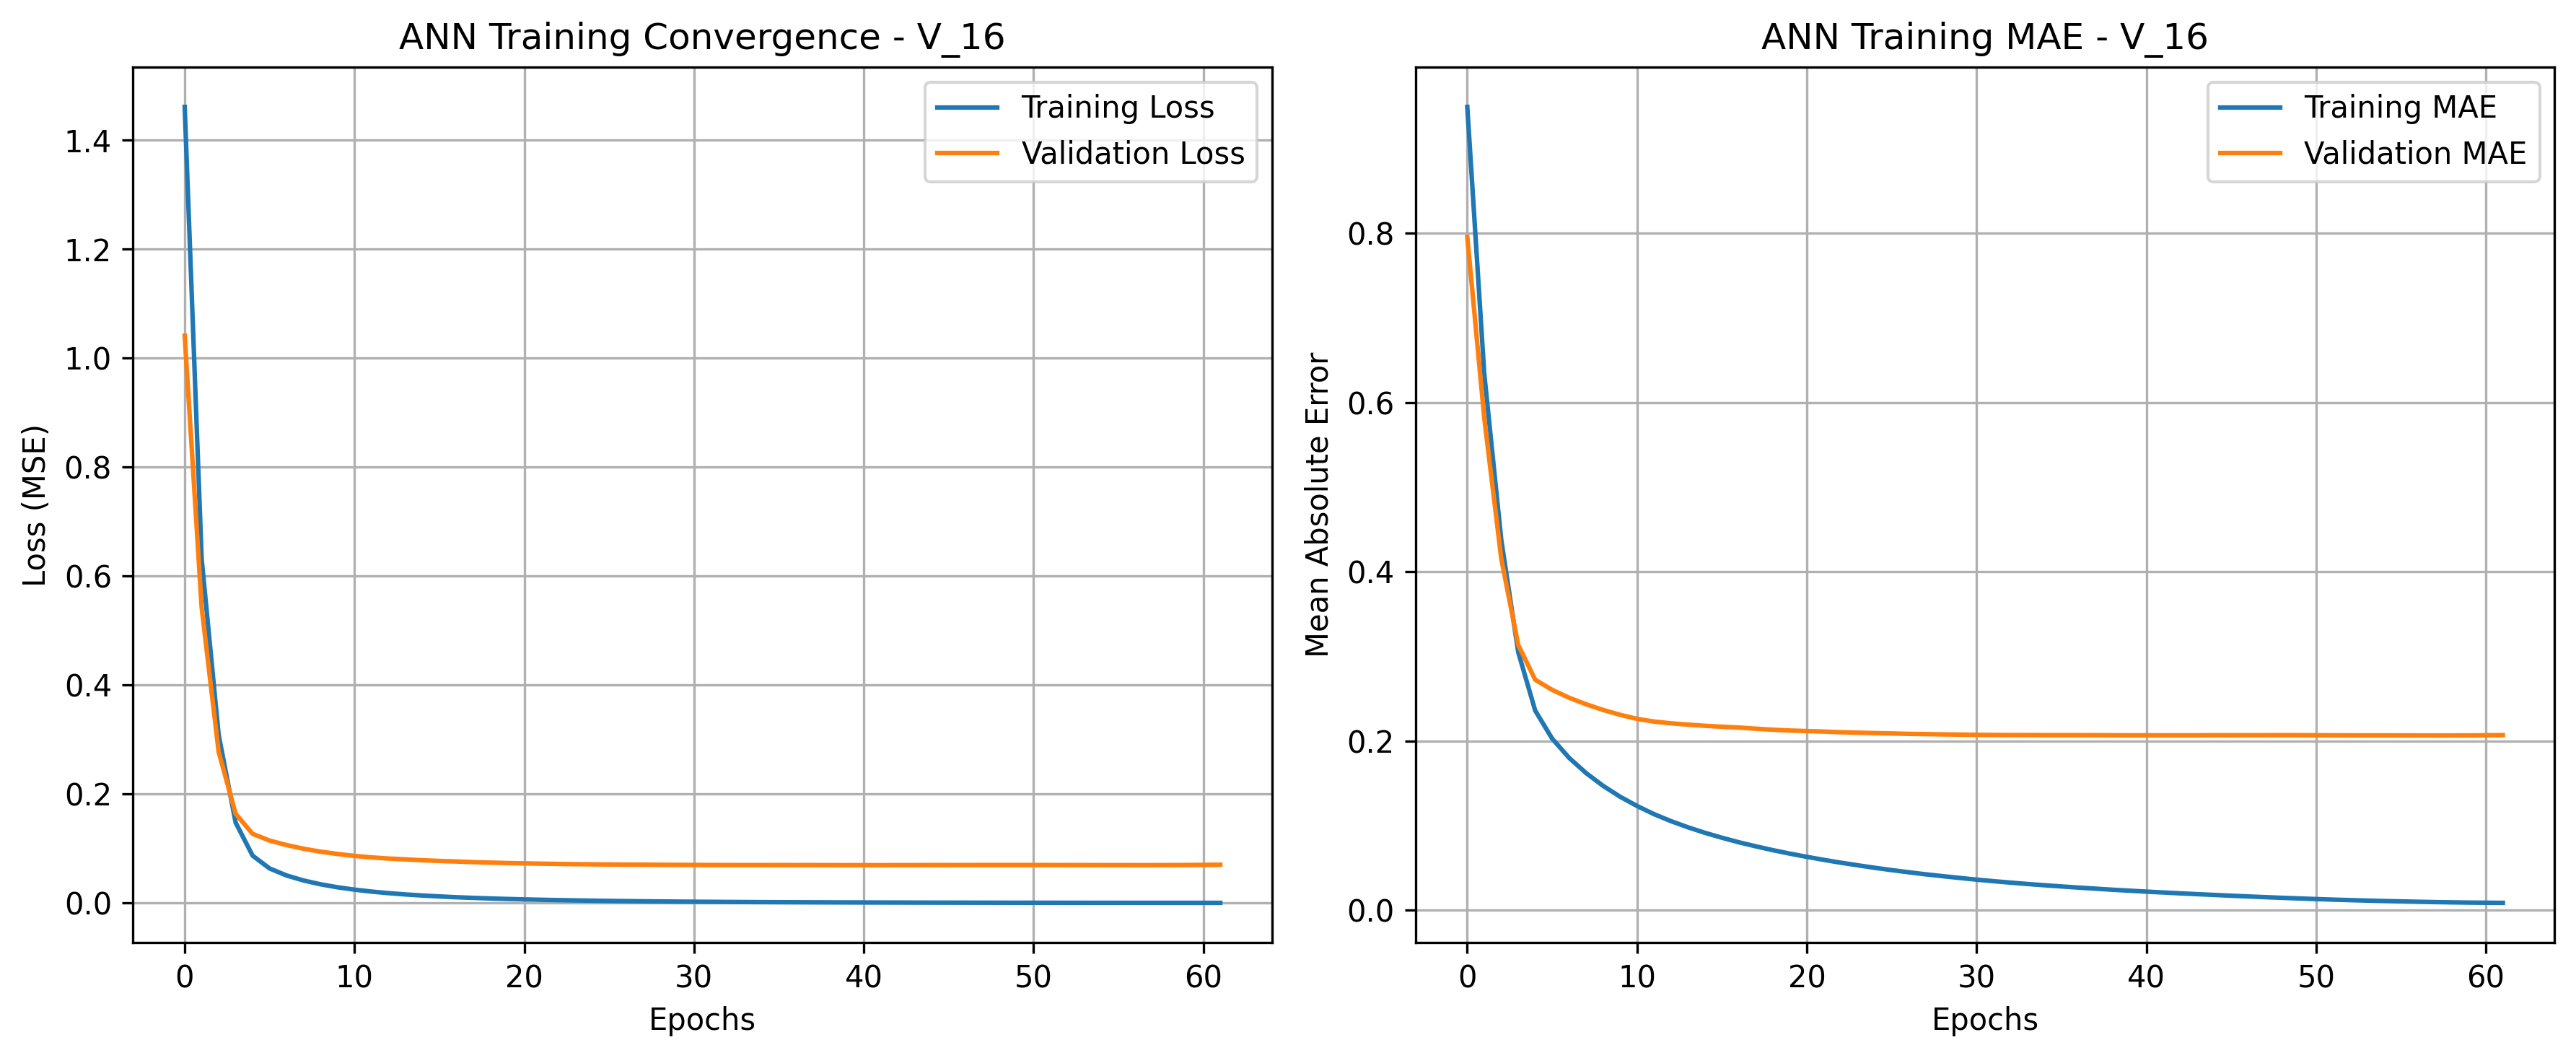 ANN Training Convergence - V_16
Training Loss
Validation Loss
1.4
1.2
1.0
0.8
0.6
0.4
0.2
0.0
Loss (MSE)
0 10 20 30 40 50 60
Epochs
ANN Training MAE - V_16
Training MAE
Validation MAE
0.8
0.6
0.4
0.2
0.0
Mean Absolute Error
0 10 20 30 40 50 60
Epochs